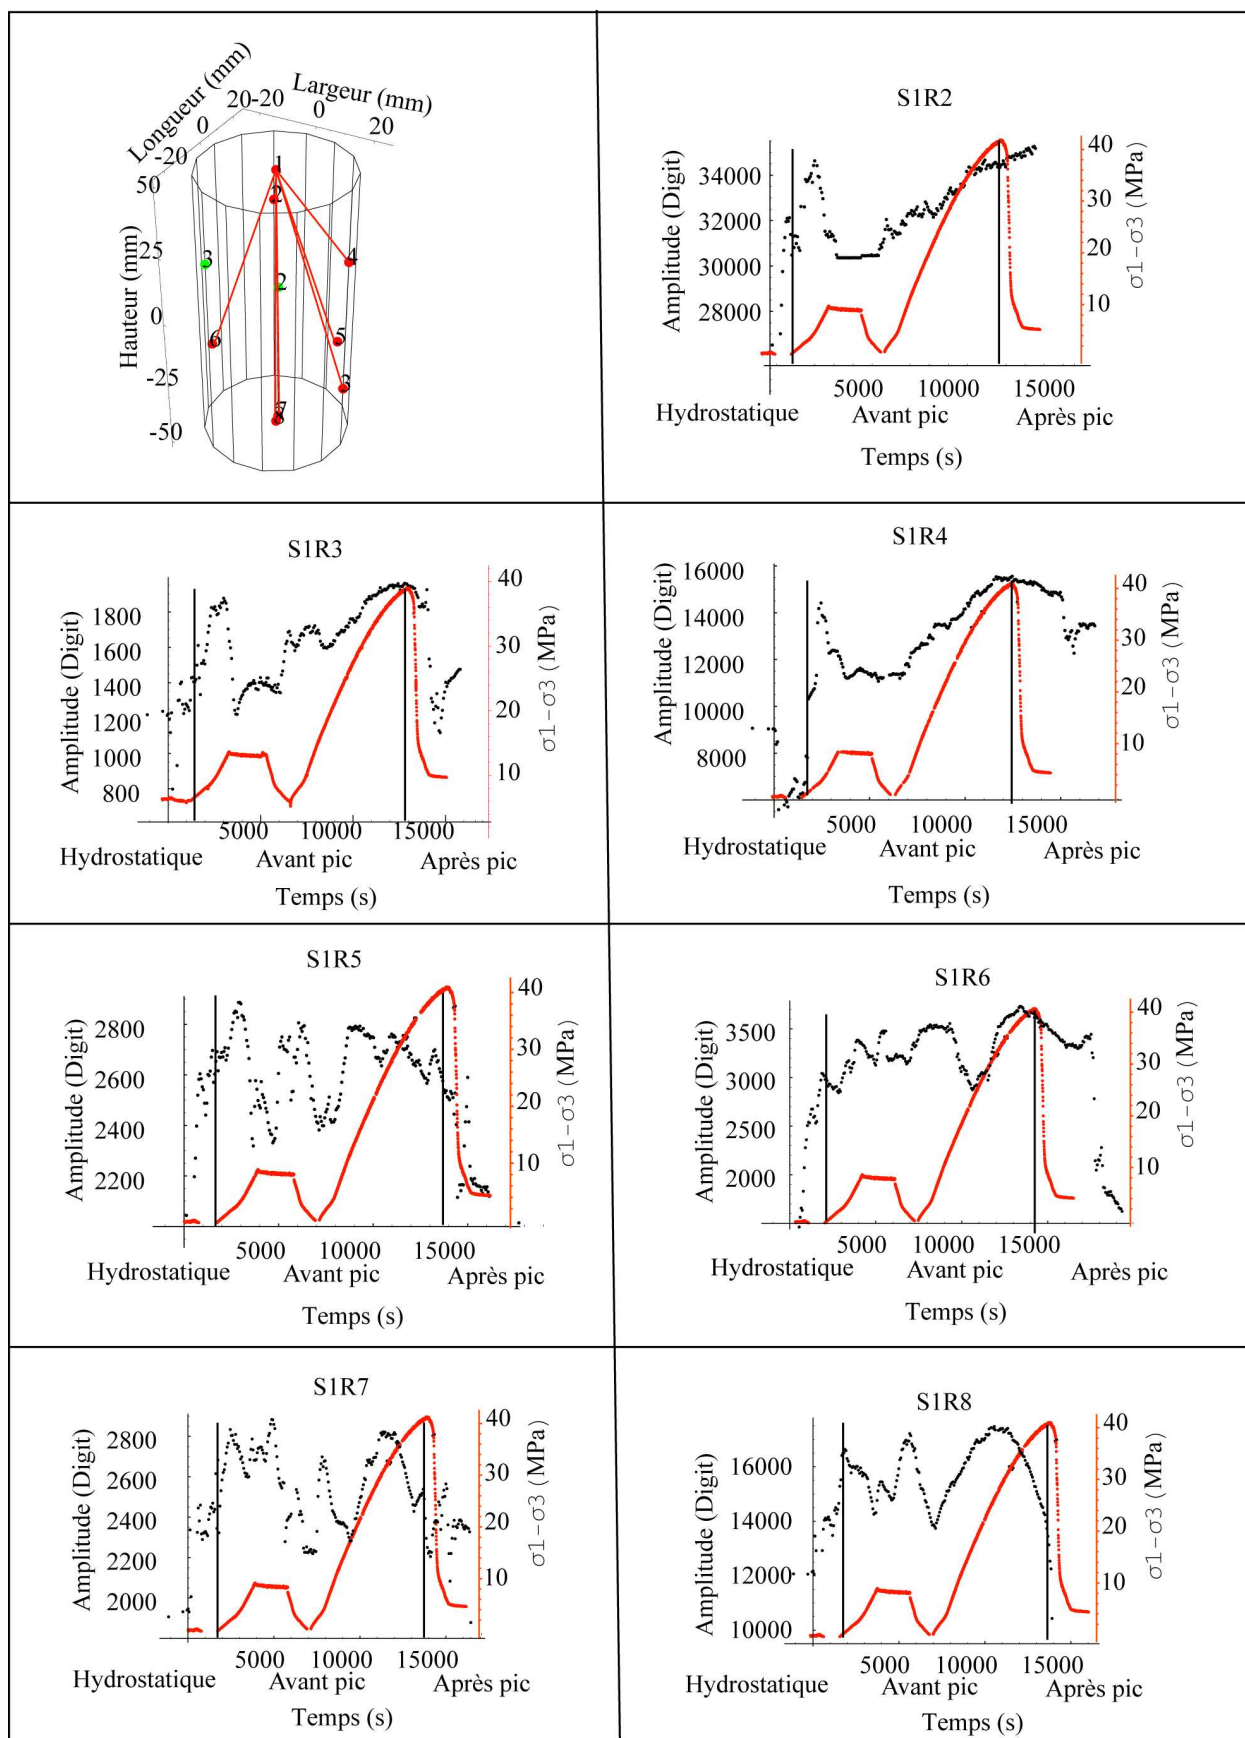 Longueur (mm)
Largeur (mm)
20
-20
0
0
20
-20
50
25
0
-25
-50
Hauteur (mm)
1
2
3
4
2
6
5
3
7
8
S1R2
Amplitude (Digit)
34000
32000
30000
28000
40
30
20
10
σ1-σ3 (MPa)
5000 10000 15000
Hydrostatique Avant pic Après pic
Temps (s)
S1R3
Amplitude (Digit)
1800
1600
1400
1200
1000
800
40
30
20
10
σ1-σ3 (MPa)
5000 10000 15000
Hydrostatique Avant pic Après pic
Temps (s)
S1R4
Amplitude (Digit)
16000
14000
12000
10000
8000
40
30
20
10
σ1-σ3 (MPa)
5000 10000 15000
Hydrostatique Avant pic Après pic
Temps (s)
S1R5
Amplitude (Digit)
2800
2600
2400
2200
40
30
20
10
σ1-σ3 (MPa)
5000 10000 15000
Hydrostatique Avant pic Après pic
Temps (s)
S1R6
Amplitude (Digit)
3500
3000
2500
2000
40
30
20
10
σ1-σ3 (MPa)
5000 10000 15000
Hydrostatique Avant pic Après pic
Temps (s)
S1R7
Amplitude (Digit)
2800
2600
2400
2200
2000
40
30
20
10
σ1-σ3 (MPa)
5000 10000 15000
Hydrostatique Avant pic Après pic
Temps (s)
S1R8
Amplitude (Digit)
16000
14000
12000
10000
40
30
20
10
σ1-σ3 (MPa)
5000 10000 15000
Hydrostatique Avant pic Après pic
Temps (s)